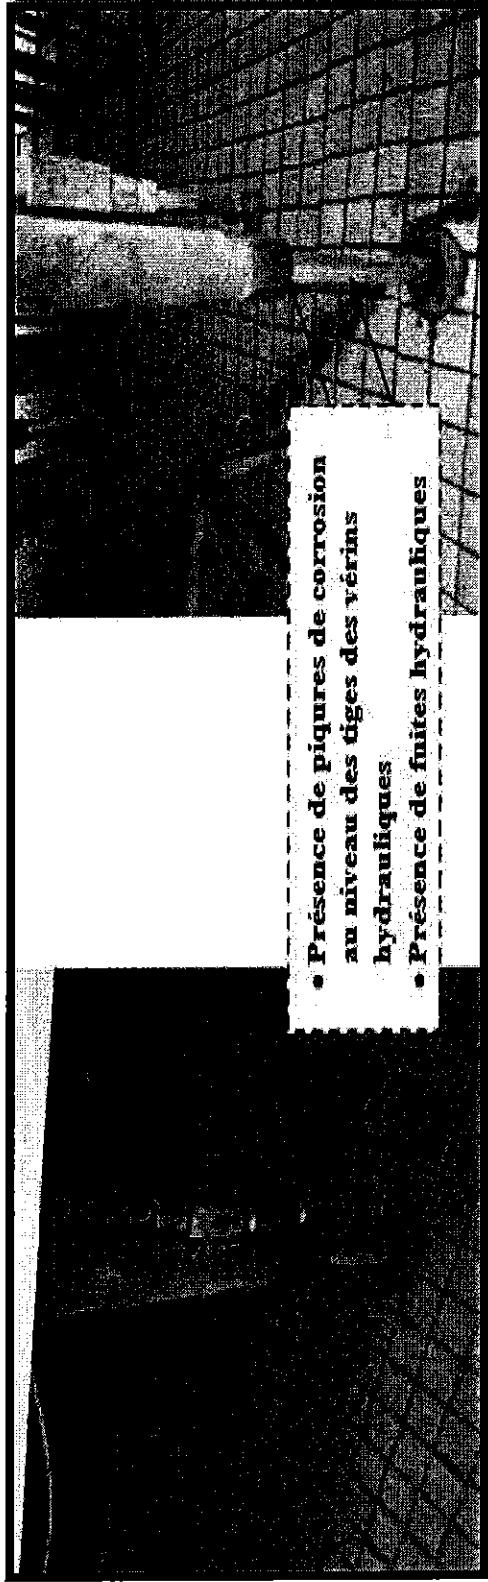 • Présence de piqures de corrosion
au niveau des tiges des vérins
hydrauliques
• Présence de fuites hydrauliques